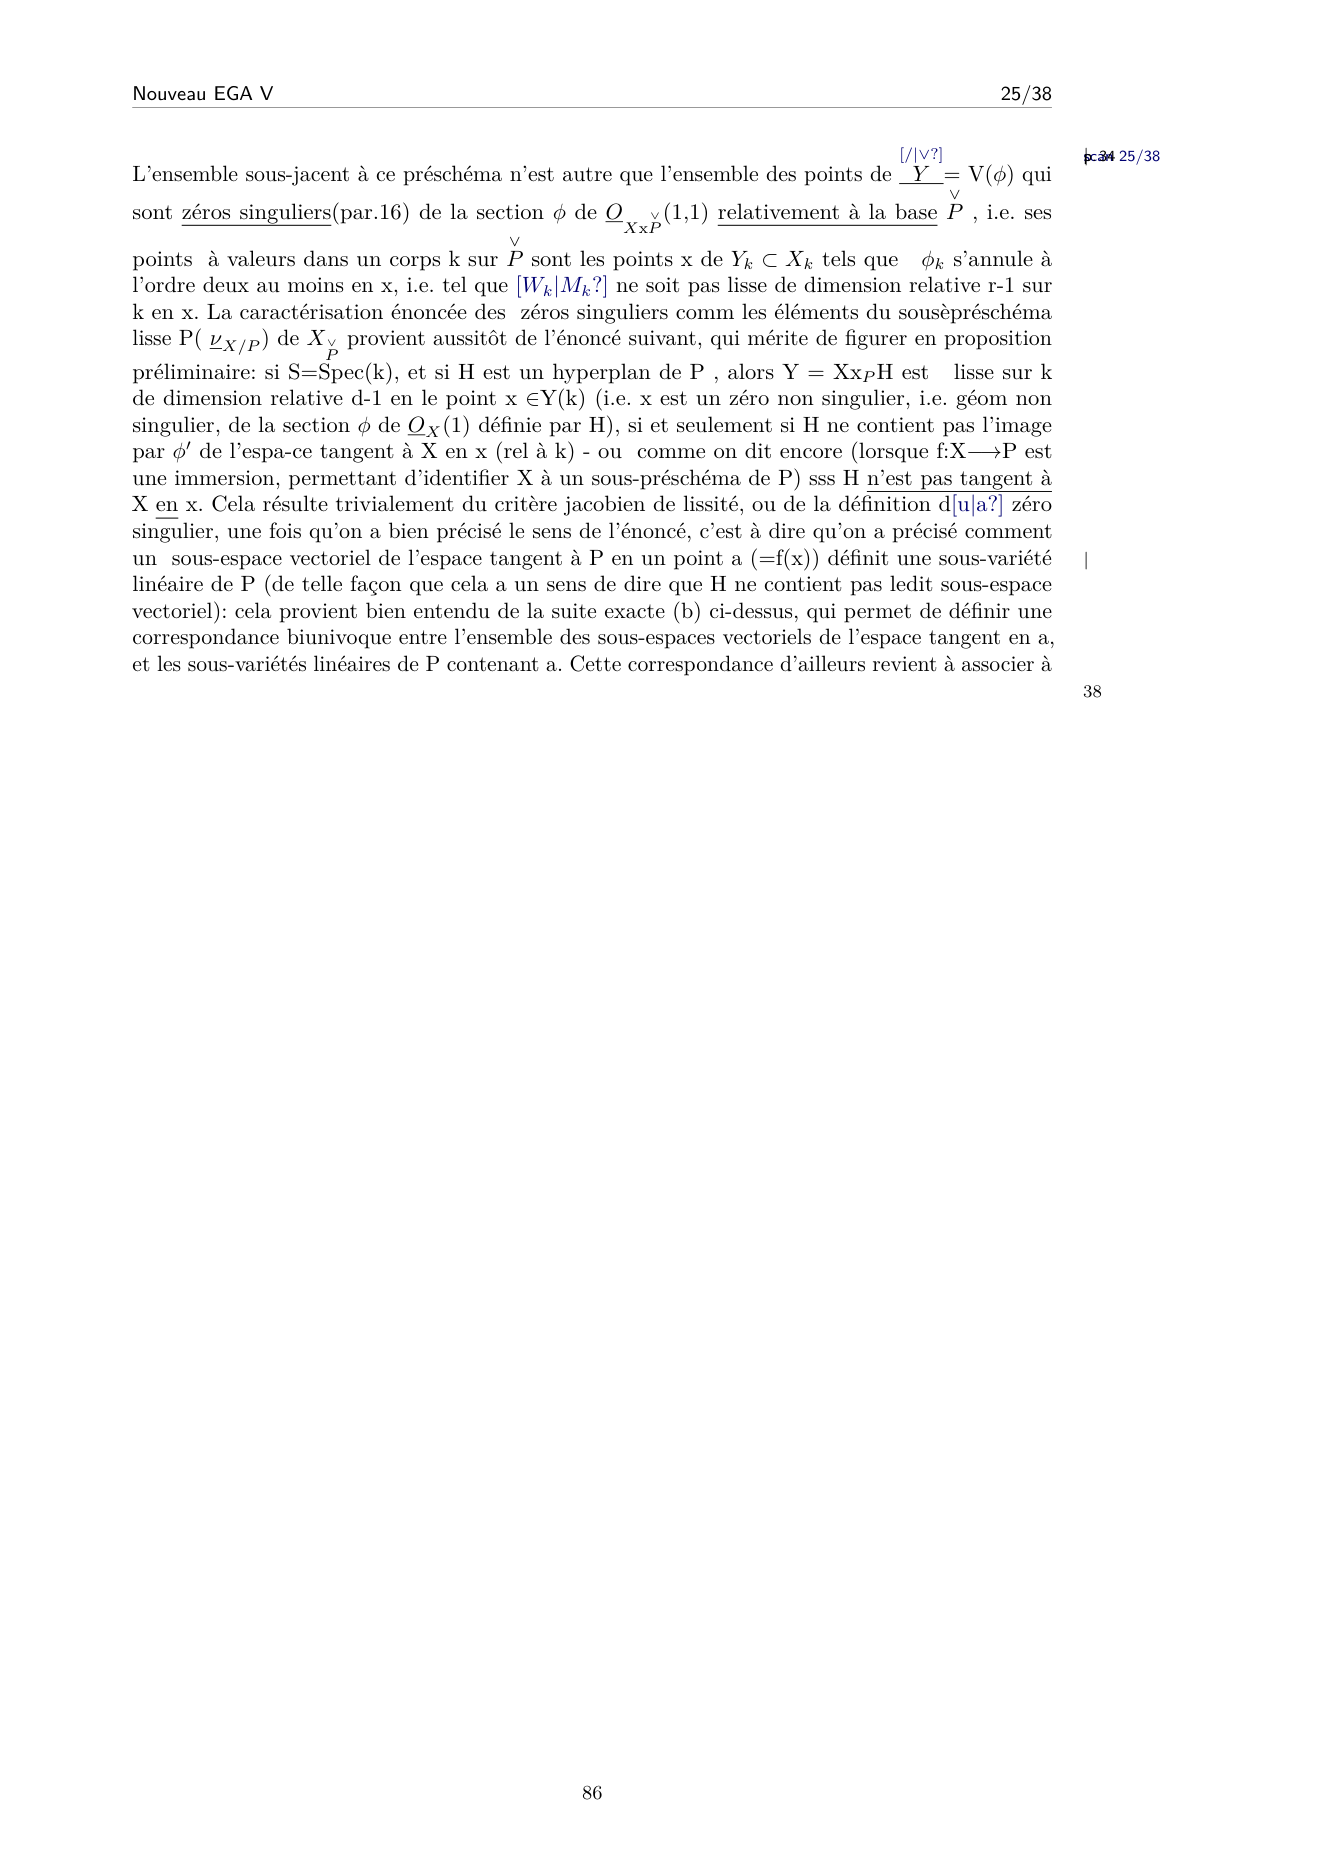 Nouveau EGA V 25/38
L'ensemble sous-jacent à ce préschéma n'est autre que l'ensemble des points de [/|∨?] Y = V(ϕ) qui
scan 25/38
sont zéros singuliers(par.16) de la section ϕ de O_{XxP̌}(1,1) relativement à la base P̌ , i.e. ses
points à valeurs dans un corps k sur P̌ sont les points x de Y_k ⊂ X_k tels que ϕ_k s'annule à
l'ordre deux au moins en x, i.e. tel que [W_k|M_k?] ne soit pas lisse de dimension relative r-1 sur
k en x. La caractérisation énoncée des zéros singuliers comm les éléments du sousèpréschéma
lisse P( ν_{X/P}) de X_{P̌} provient aussitôt de l'énoncé suivant, qui mérite de figurer en proposition
préliminaire: si S=Spec(k), et si H est un hyperplan de P , alors Y = Xx_PH est lisse sur k
de dimension relative d-1 en le point x ∈Y(k) (i.e. x est un zéro non singulier, i.e. géom non
singulier, de la section ϕ de O_X(1) définie par H), si et seulement si H ne contient pas l'image
par ϕ′ de l'espa-ce tangent à X en x (rel à k) - ou comme on dit encore (lorsque f:X⟶P est
une immersion, permettant d'identifier X à un sous-préschéma de P) sss H n'est pas tangent à
X en x. Cela résulte trivialement du critère jacobien de lissité, ou de la définition d[u|a?] zéro
singulier, une fois qu'on a bien précisé le sens de l'énoncé, c'est à dire qu'on a précisé comment
un sous-espace vectoriel de l'espace tangent à P en un point a (=f(x)) définit une sous-variété |
linéaire de P (de telle façon que cela a un sens de dire que H ne contient pas ledit sous-espace
vectoriel): cela provient bien entendu de la suite exacte (b) ci-dessus, qui permet de définir une
correspondance biunivoque entre l'ensemble des sous-espaces vectoriels de l'espace tangent en a,
et les sous-variétés linéaires de P contenant a. Cette correspondance d'ailleurs revient à associer à
38
86